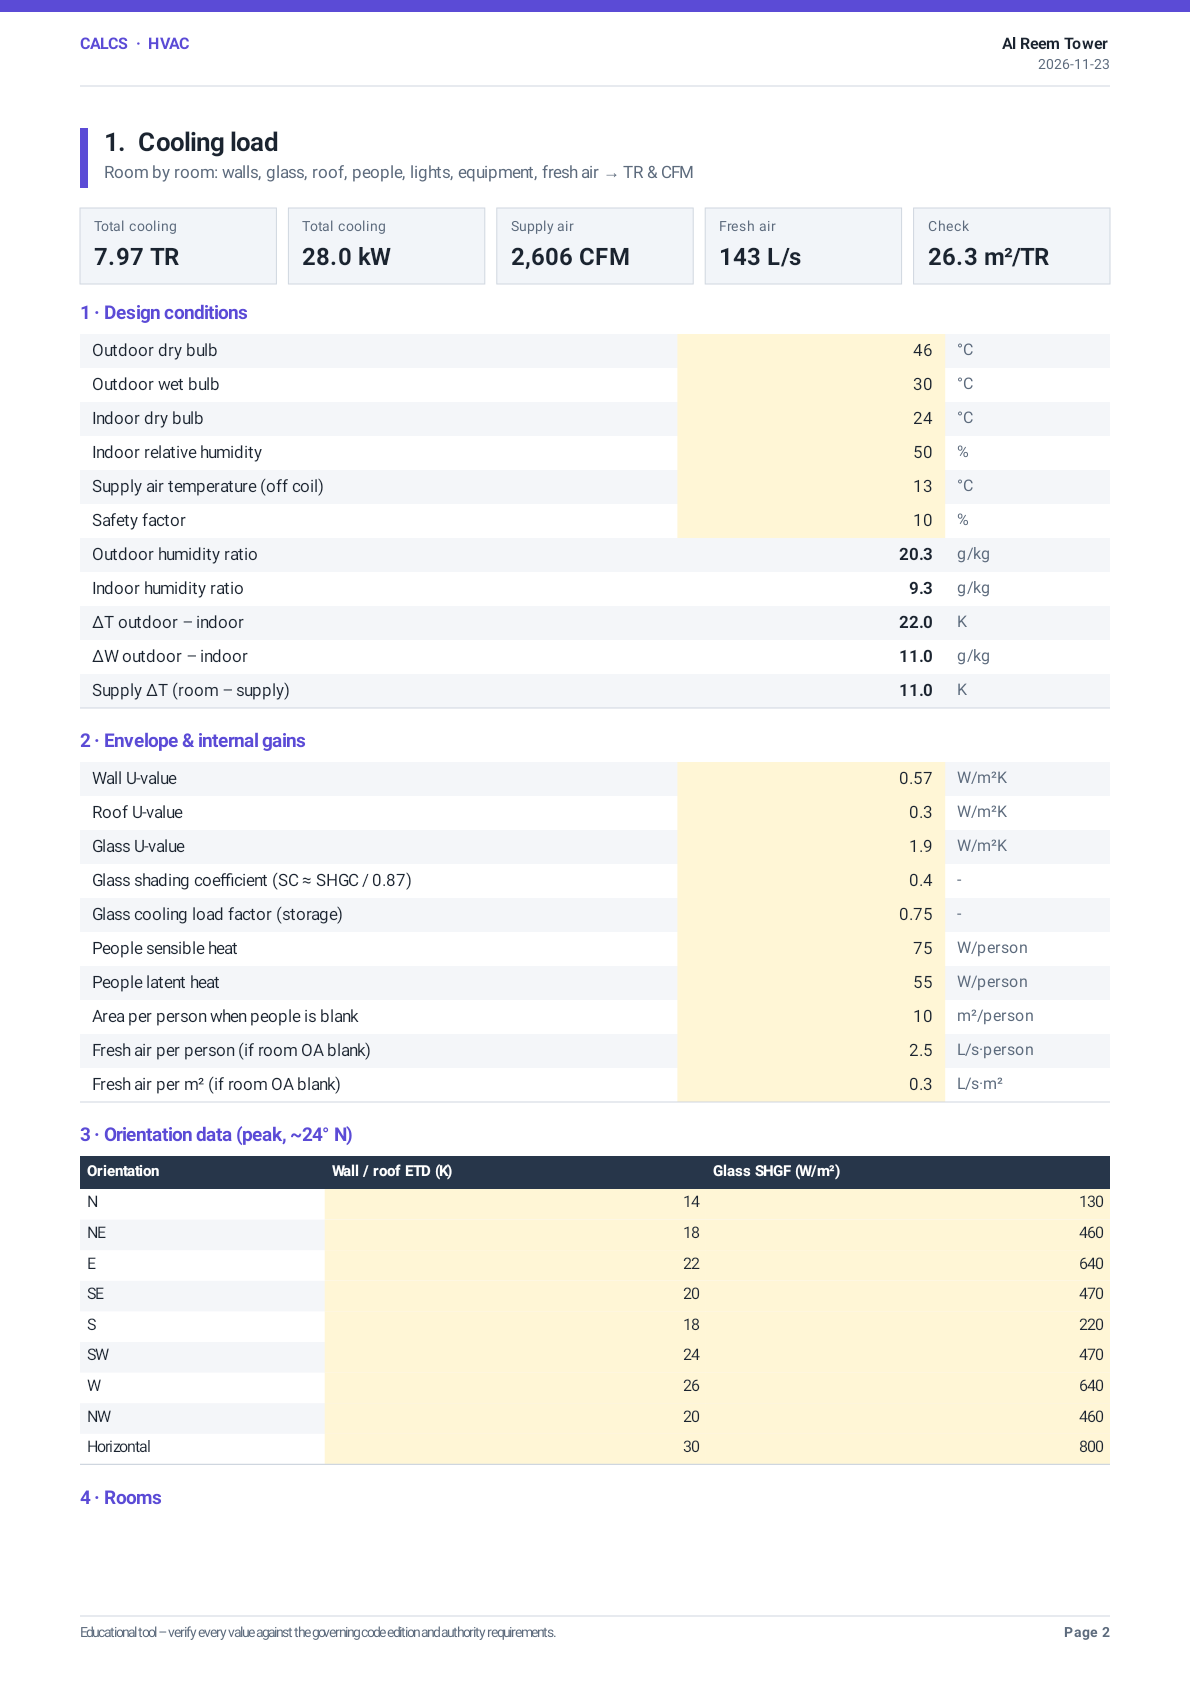 CALCS · HVAC
Al Reem Tower
2026-11-23
1. Cooling load
Room by room: walls, glass, roof, people, lights, equipment, fresh air → TR & CFM
Total cooling
7.97 TR
Total cooling
28.0 kW
Supply air
2,606 CFM
Fresh air
143 L/s
Check
26.3 m²/TR
1 · Design conditions
Outdoor dry bulb 46 °C
Outdoor wet bulb 30 °C
Indoor dry bulb 24 °C
Indoor relative humidity 50 %
Supply air temperature (off coil) 13 °C
Safety factor 10 %
Outdoor humidity ratio 20.3 g/kg
Indoor humidity ratio 9.3 g/kg
ΔT outdoor – indoor 22.0 K
ΔW outdoor – indoor 11.0 g/kg
Supply ΔT (room – supply) 11.0 K
2 · Envelope & internal gains
Wall U-value 0.57 W/m²K
Roof U-value 0.3 W/m²K
Glass U-value 1.9 W/m²K
Glass shading coefficient (SC ≈ SHGC / 0.87) 0.4 -
Glass cooling load factor (storage) 0.75 -
People sensible heat 75 W/person
People latent heat 55 W/person
Area per person when people is blank 10 m²/person
Fresh air per person (if room OA blank) 2.5 L/s·person
Fresh air per m² (if room OA blank) 0.3 L/s·m²
3 · Orientation data (peak, ~24° N)
Orientation Wall / roof ETD (K) Glass SHGF (W/m²)
N 14 130
NE 18 460
E 22 640
SE 20 470
S 18 220
SW 24 470
W 26 640
NW 20 460
Horizontal 30 800
4 · Rooms
Educational tool – verify every value against the governing code edition and authority requirements.
Page 2